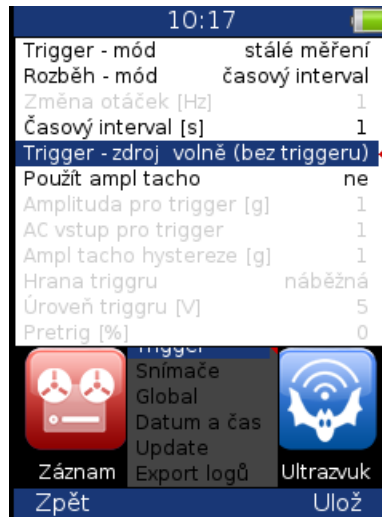 10:17
Trigger - mód stálé měření
Rozběh - mód časový interval
Změna otáček [Hz] 1
Časový interval [s] 1
Trigger - zdroj volně (bez triggeru)
Použít ampl tacho ne
Amplituda pro trigger [g] 1
AC vstup pro trigger 1
Ampl tacho hystereze [g] 1
Hrana triggru náběžná
Úroveň triggru [V] 5
Pretrig [%] 0
Trigger
Snímače
Global
Datum a čas
Update
Záznam Export logů Ultrazvuk
Zpět Ulož